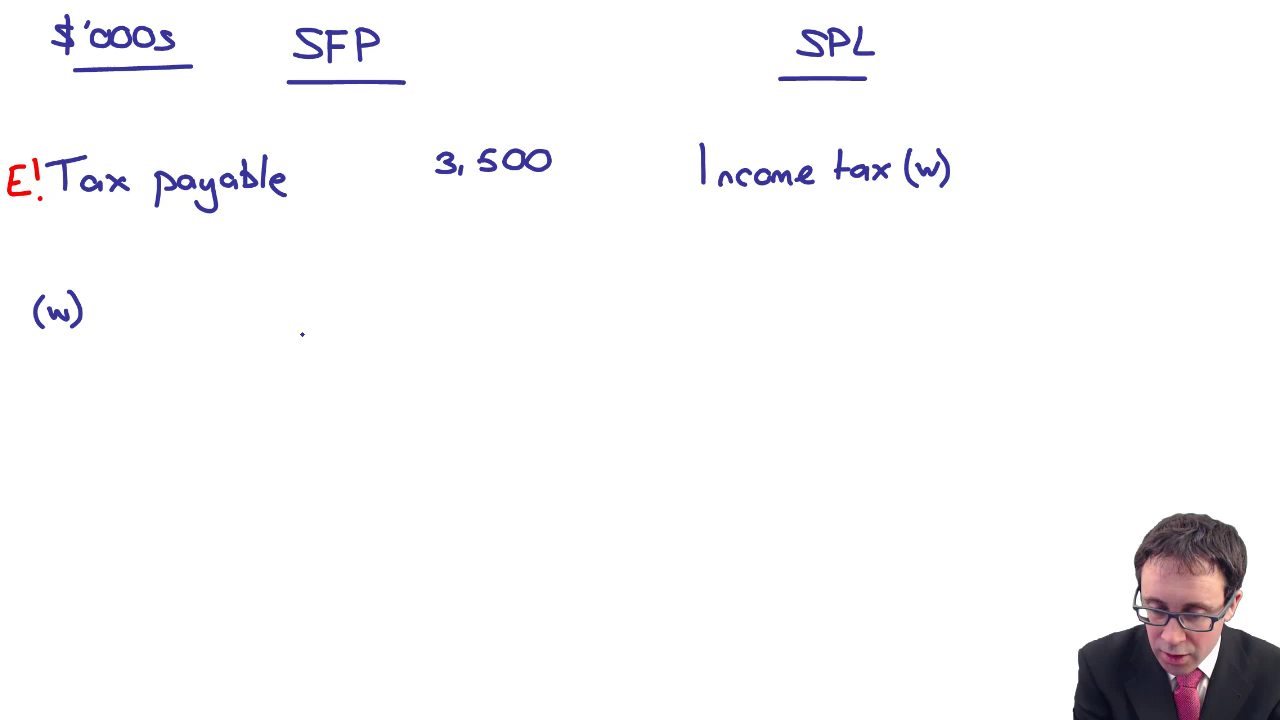 $'000s SFP SPL
E! Tax payable 3,500 Income tax (w)
(w)